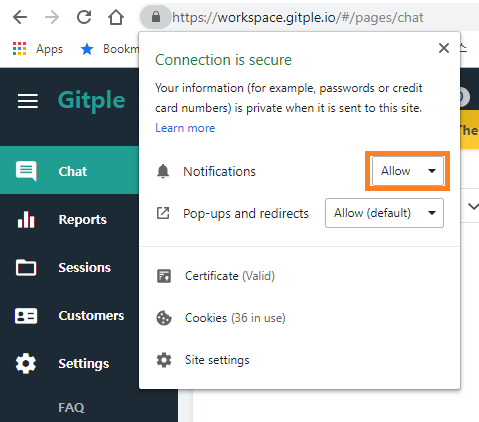 https://workspace.gitple.io/#/pages/chat
Bookm
Connection is secure
Your information (for example, passwords or credit
card numbers) is private when it is sent to this site.
Learn more
Notifications
Allow
Pop-ups and redirects
Allow (default)
Certificate (Valid)
Cookies (36 in use)
Site settings
Gitple
Chat
Reports
Sessions
Customers
Settings
FAQ
The
스